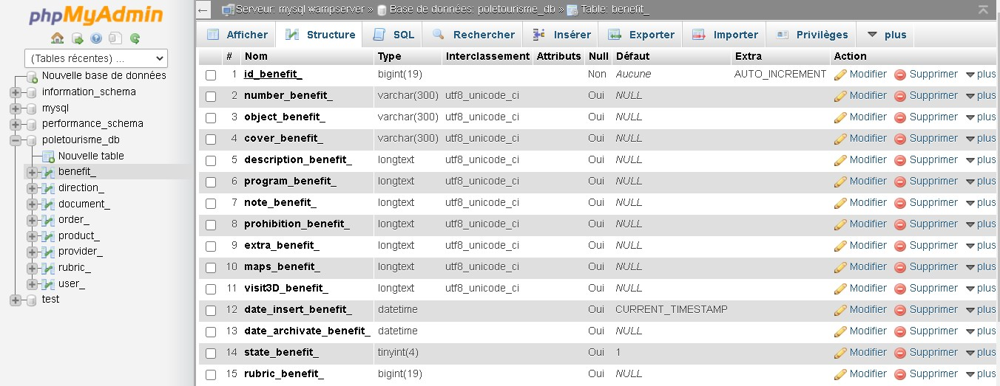 phpMyAdmin
(Tables récentes) ...
Nouvelle base de données
information_schema
mysql
performance_schema
poletourisme_db
Nouvelle table
benefit_
direction_
document_
order_
product_
provider_
rubric_
user_
test
Serveur: mysql wampserver » Base de données: poletourisme_db » Table: benefit_
Afficher Structure SQL Rechercher Insérer Exporter Importer Privilèges plus
# Nom Type Interclassement Attributs Null Défaut Extra Action
1 id_benefit_ bigint(19) Non Aucune AUTO_INCREMENT Modifier Supprimer plus
2 number_benefit_ varchar(300) utf8_unicode_ci Oui NULL Modifier Supprimer plus
3 object_benefit_ varchar(300) utf8_unicode_ci Oui NULL Modifier Supprimer plus
4 cover_benefit_ varchar(300) utf8_unicode_ci Oui NULL Modifier Supprimer plus
5 description_benefit_ longtext utf8_unicode_ci Oui NULL Modifier Supprimer plus
6 program_benefit_ longtext utf8_unicode_ci Oui NULL Modifier Supprimer plus
7 note_benefit_ longtext utf8_unicode_ci Oui NULL Modifier Supprimer plus
8 prohibition_benefit_ longtext utf8_unicode_ci Oui NULL Modifier Supprimer plus
9 extra_benefit_ longtext utf8_unicode_ci Oui NULL Modifier Supprimer plus
10 maps_benefit_ longtext utf8_unicode_ci Oui NULL Modifier Supprimer plus
11 visit3D_benefit_ longtext utf8_unicode_ci Oui NULL Modifier Supprimer plus
12 date_insert_benefit_ datetime Oui CURRENT_TIMESTAMP Modifier Supprimer plus
13 date_archivate_benefit_ datetime Oui NULL Modifier Supprimer plus
14 state_benefit_ tinyint(4) Oui 1 Modifier Supprimer plus
15 rubric_benefit_ bigint(19) Oui NULL Modifier Supprimer plus